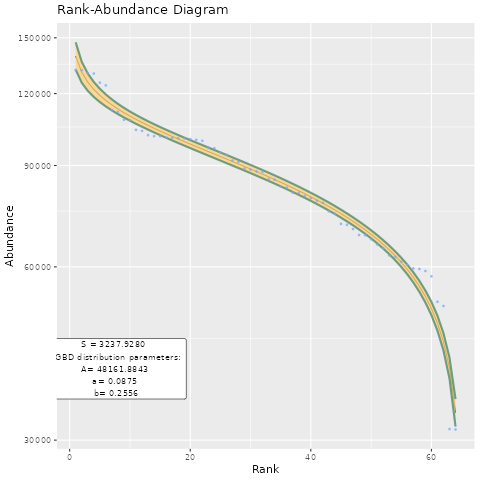 Rank-Abundance Diagram
150000
120000
90000
60000
30000
Abundance
S = 3237.9280
GBD distribution parameters:
A= 48161.8843
a= 0.0875
b= 0.2556
0 20 40 60
Rank